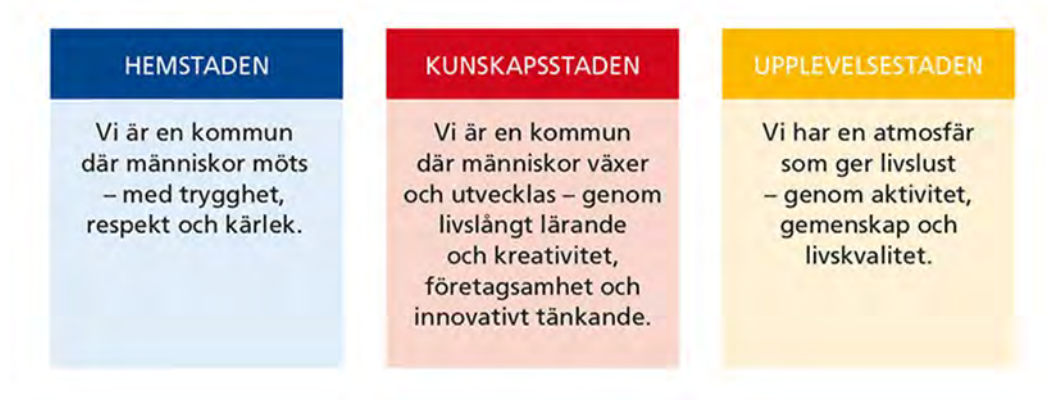 HEMSTADEN
Vi är en kommun
där människor möts
– med trygghet,
respekt och kärlek.
KUNSKAPSSTADEN
Vi är en kommun
där människor växer
och utvecklas – genom
livslångt lärande
och kreativitet,
företagsamhet och
innovativt tänkande.
UPPLEVELSESTADEN
Vi har en atmosfär
som ger livslust
– genom aktivitet,
gemenskap och
livskvalitet.